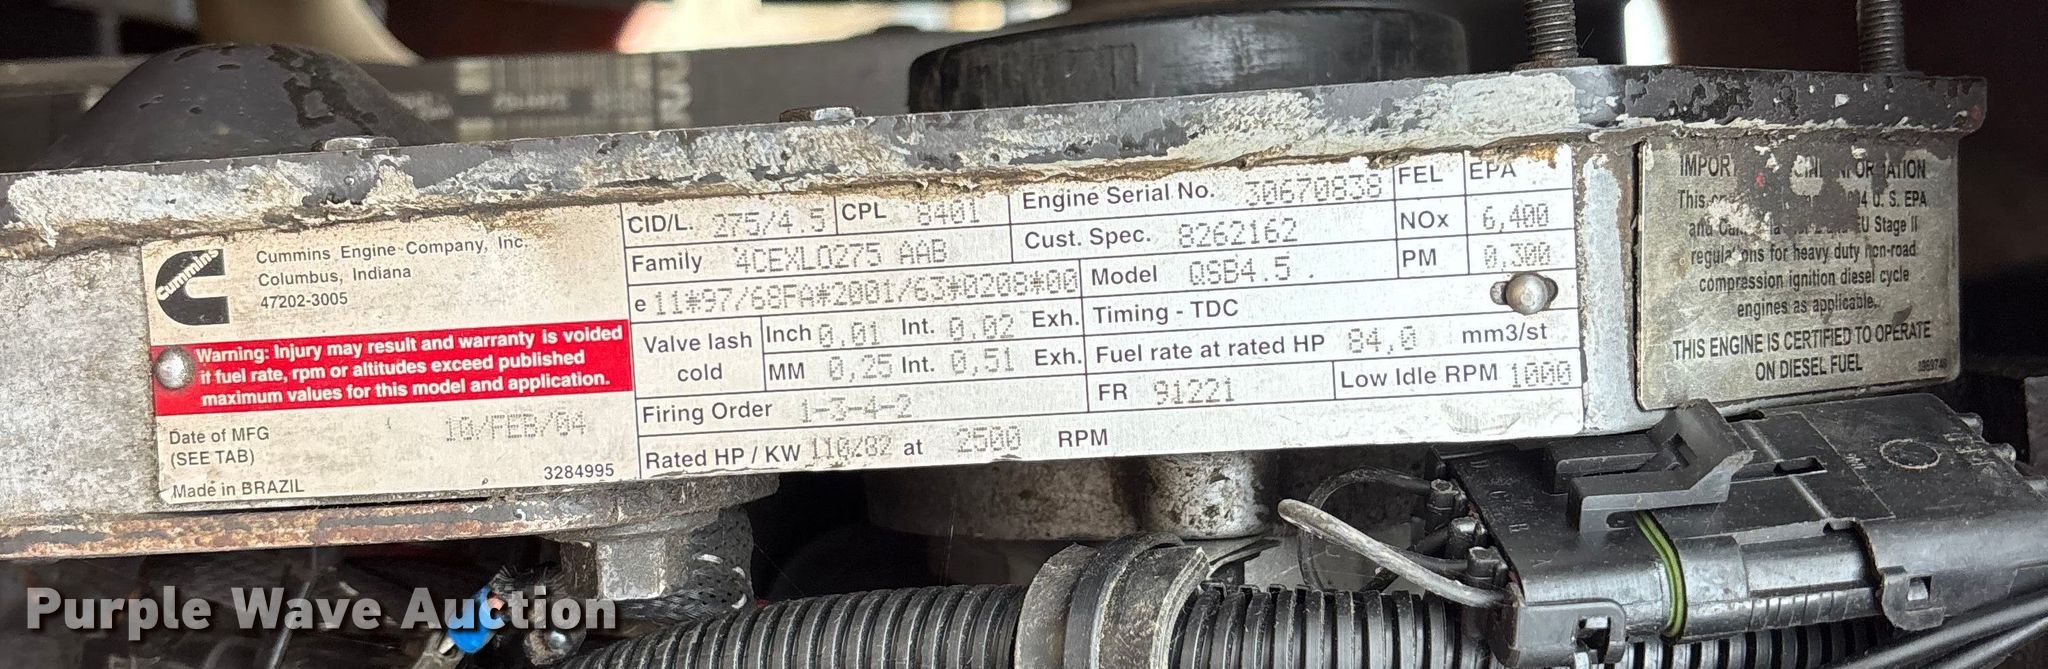 Cummins
Cummins Engine Company, Inc.
Columbus, Indiana
47202-3005
Warning: Injury may result and warranty is voided
if fuel rate, rpm or altitudes exceed published
maximum values for this model and application.
Date of MFG 10/FEB/04
(SEE TAB)
Made in BRAZIL
3284995
CID/L. 275/4.5 CPL 8401
Family 4CEXL0275 AAB
e 11*97/68FA*2001/63*0208*00
Valve lash cold
Inch 0.01 Int. 0.02 Exh.
MM 0,25 Int. 0,51 Exh.
Firing Order 1-3-4-2
Rated HP / KW 110/82 at 2500 RPM
Engine Serial No. 30670838
Cust. Spec. 8262162
Model QSB4.5 .
Timing - TDC
Fuel rate at rated HP 84,0 mm3/st
FR 91221 Low Idle RPM 1000
FEL EPA
NOx 6,400
PM 0,300
INFORMATION
This U. S. EPA
and EU Stage II
regulations for heavy duty non-road
compression ignition diesel cycle
engines as applicable.
THIS ENGINE IS CERTIFIED TO OPERATE
ON DIESEL FUEL
Purple Wave Auction